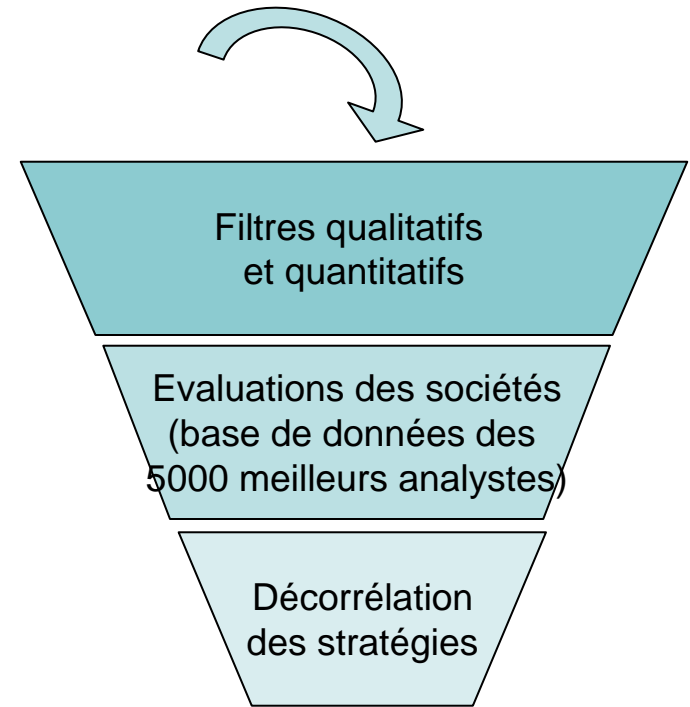 Filtres qualitatifs
et quantitatifs
Evaluations des sociétés
(base de données des
5000 meilleurs analystes)
Décorrélation
des stratégies